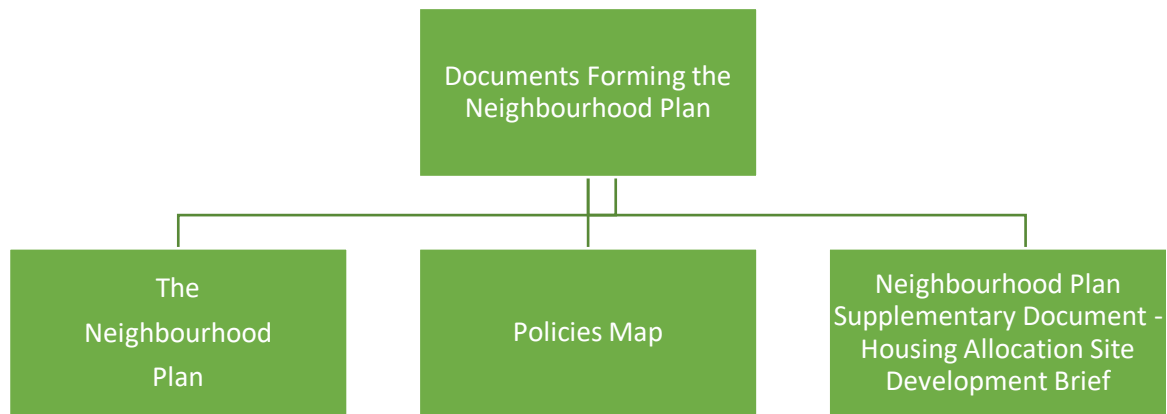 Documents Forming the
Neighbourhood Plan
The
Neighbourhood
Plan
Policies Map
Neighbourhood Plan
Supplementary Document -
Housing Allocation Site
Development Brief